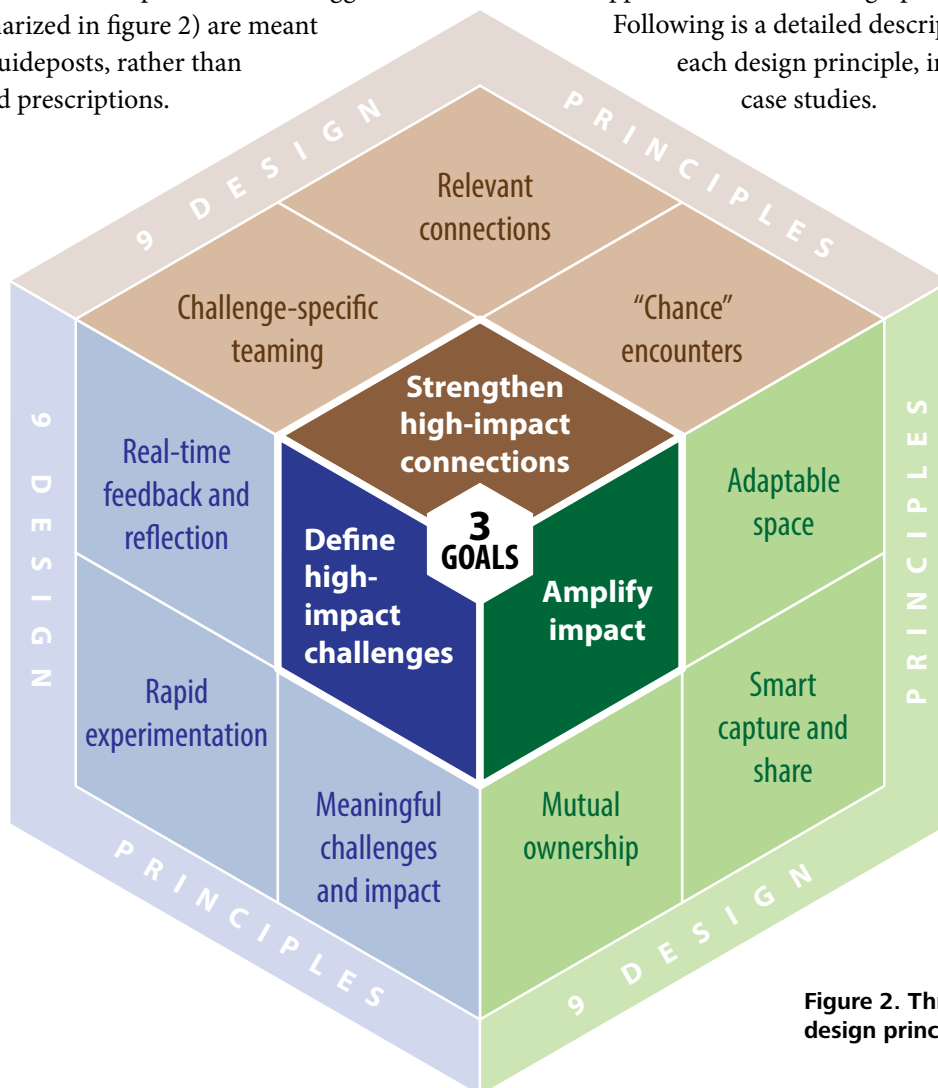 arized in figure 2) are meant
uideposts, rather than
d prescriptions.
Following is a detailed descrip
each design principle, in
case studies.
9 DESIGN PRINCIPLES
Relevant
connections
Challenge-specific
teaming
“Chance”
encounters
Strengthen
high-impact
connections
9 DESIGN PRINCIPLES
Real-time
feedback and
reflection
Rapid
experimentation
Meaningful
challenges
and impact
Define
high-
impact
challenges
3
GOALS
Amplify
impact
Adaptable
space
Smart
capture and
share
Mutual
ownership
9 DESIGN PRINCIPLES
Figure 2. Th
design princ